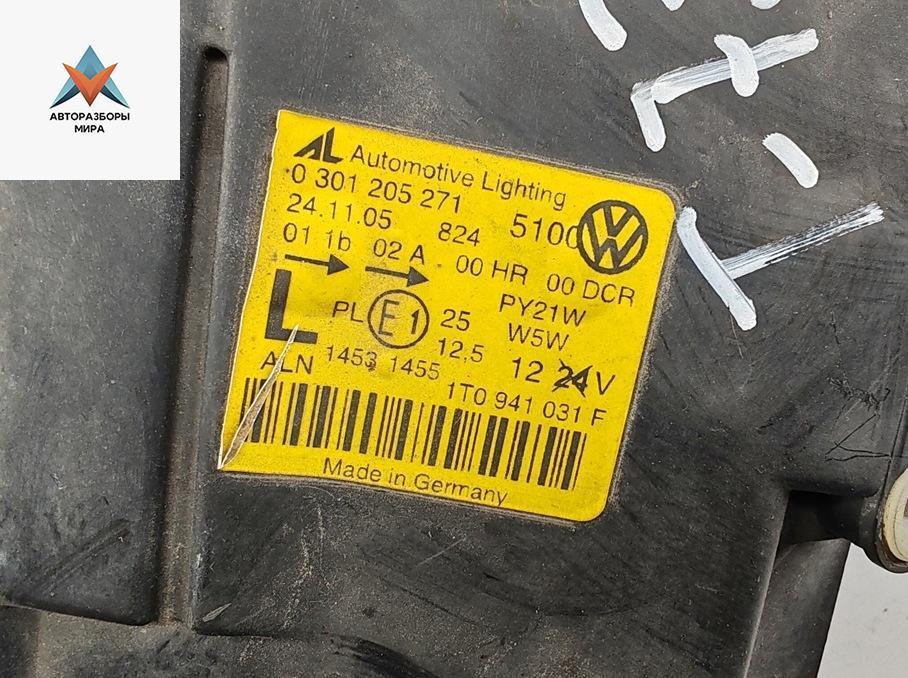 АВТОРАЗБОРЫ
МИРА
AL Automotive Lighting
0 301 205 271
24.11.05 824 5100
01 1b 02 A 00 HR 00 DCR
L PL E1 25 PY21W
12,5 W5W
ALN 1453 1455 12 24 V
1T0 941 031 F
Made in Germany